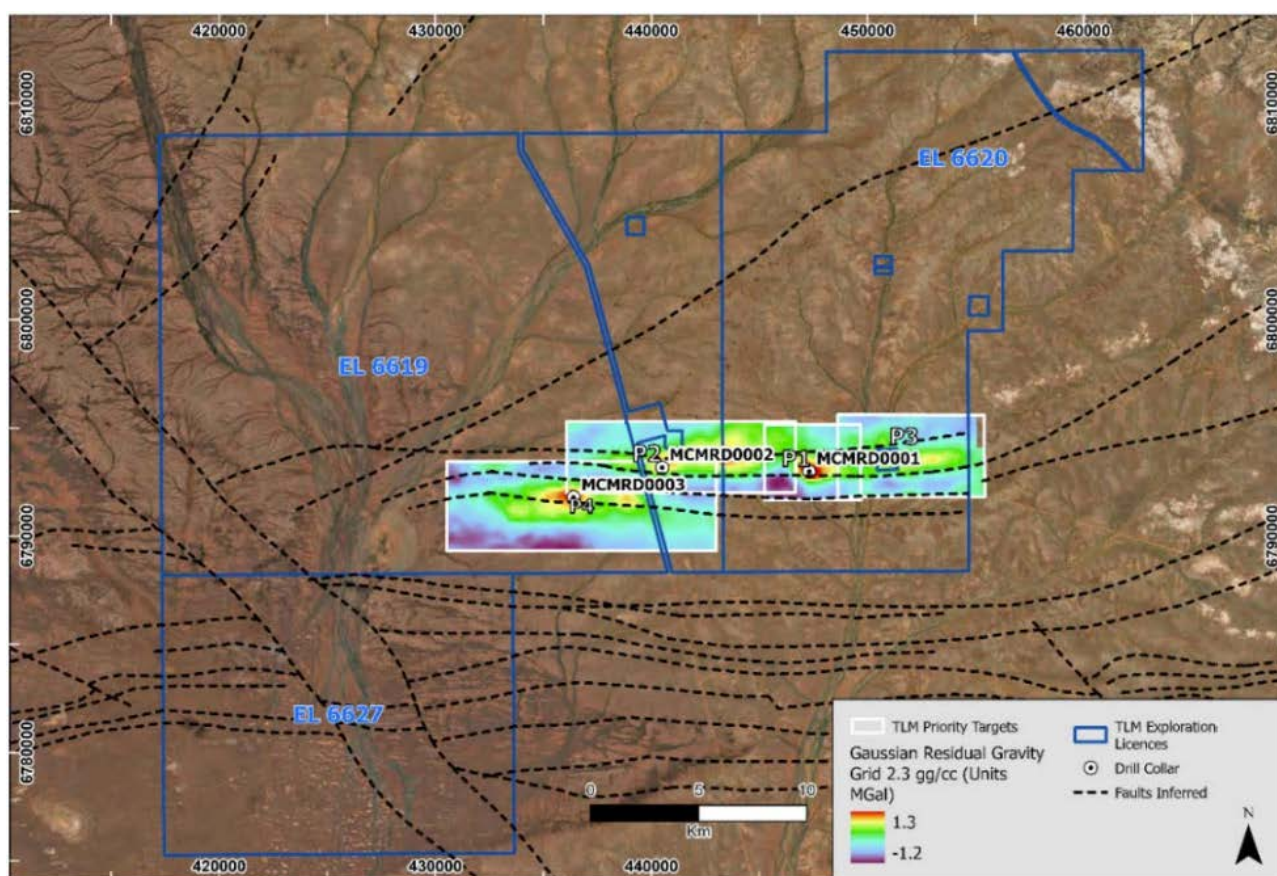 420000
430000
440000
450000
460000
6810000
6810000
EL 6620
6800000
6800000
EL 6619
P3
P2
MCMRD0002
P1
MCMRD0001
MCMRD0003
P4
6790000
6790000
EL 6627
6780000
6780000
0
5
10
Km
420000
430000
440000
TLM Priority Targets
Gaussian Residual Gravity
Grid 2.3 gg/cc (Units
MGal)
1.3
-1.2
TLM Exploration
Licences
Drill Collar
Faults Inferred
N